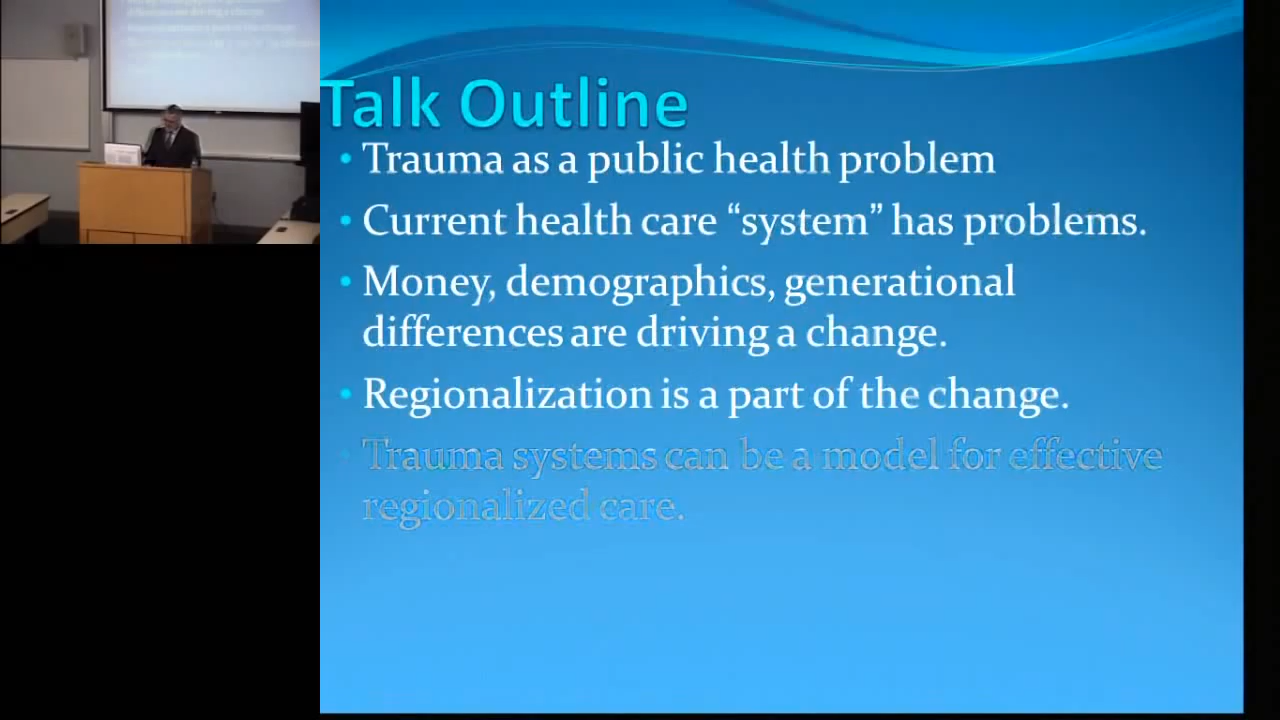 Talk Outline
• Trauma as a public health problem
• Current health care “system” has problems.
• Money, demographics, generational
differences are driving a change.
• Regionalization is a part of the change.
• Trauma systems can be a model for effective
regionalized care.